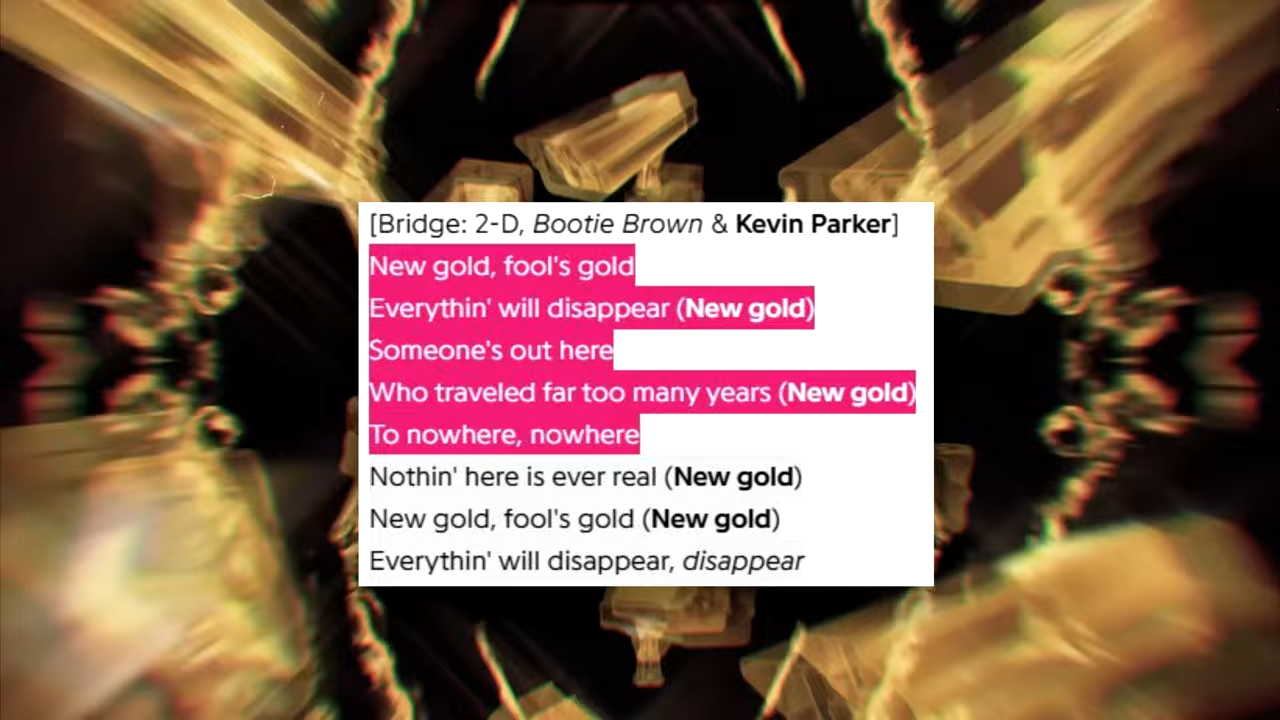 [Bridge: 2-D, Bootie Brown & Kevin Parker]
New gold, fool's gold
Everythin' will disappear (New gold)
Someone's out here
Who traveled far too many years (New gold)
To nowhere, nowhere
Nothin' here is ever real (New gold)
New gold, fool's gold (New gold)
Everythin' will disappear, disappear